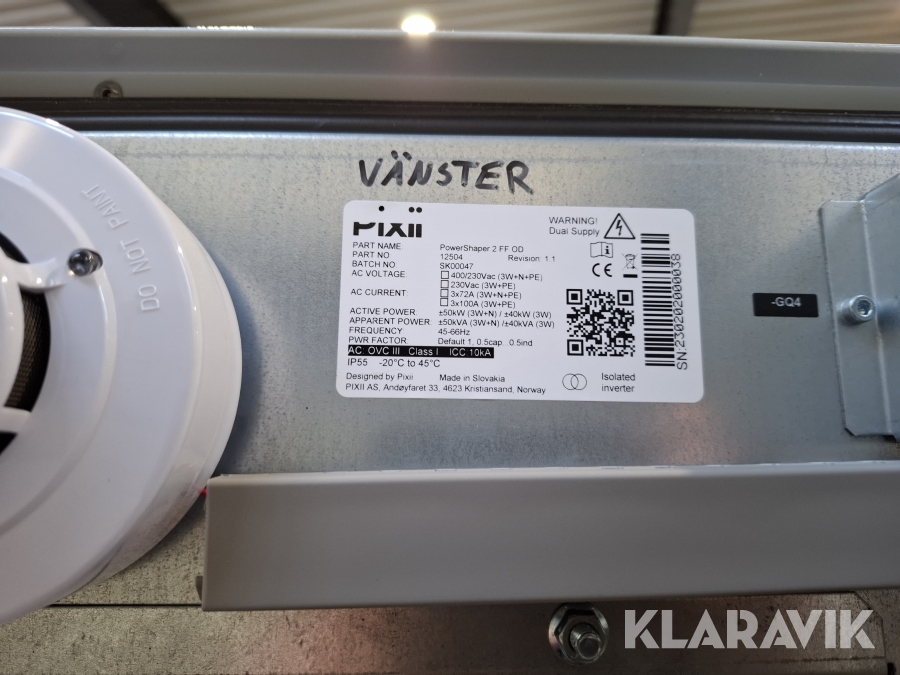 VÄNSTER
PIXII
WARNING!
Dual Supply
PART NAME PowerShaper 2 FF OD
PART NO 12504 Revision: 1.1
BATCH NO SK00047
AC VOLTAGE 400/230Vac (3W+N+PE)
230Vac (3W+PE)
AC CURRENT: 3x72A (3W+N+PE)
3x100A (3W+PE)
ACTIVE POWER: ±50kW (3W+N) / ±40kW (3W)
APPARENT POWER: ±50kVA (3W+N) / ±40kVA (3W)
FREQUENCY 45-66Hz
PWR FACTOR Default 1, 0.5cap...0.5ind
AC OVC III Class I ICC 10kA
IP55 -20°C to 45°C
Designed by Pixii Made in Slovakia
PIXII AS, Andøyfaret 33, 4623 Kristiansand, Norway
CE
Isolated
inverter
SN:230202000038
-GQ4
DO NOT PAINT
KLARAVIK